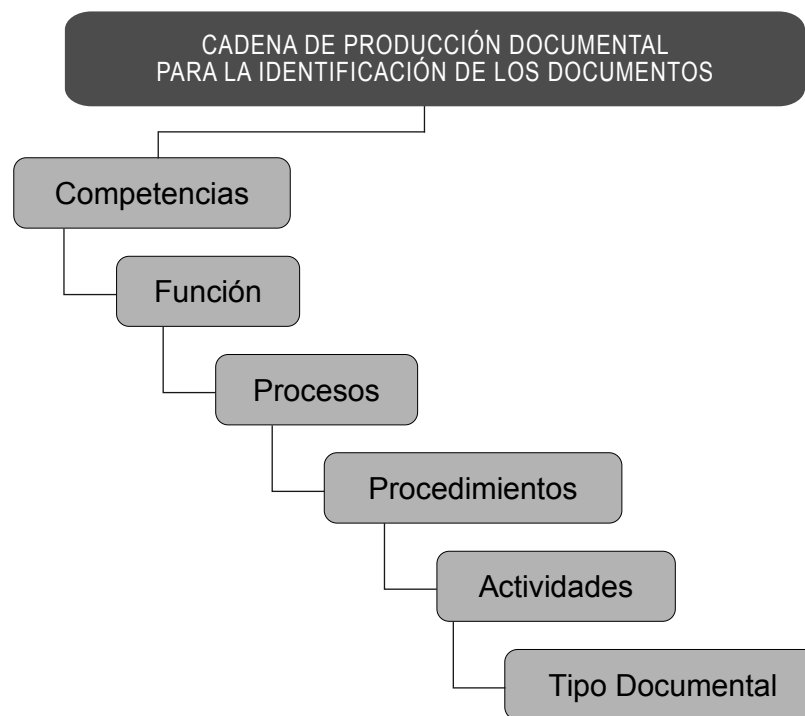 CADENA DE PRODUCCIÓN DOCUMENTAL
PARA LA IDENTIFICACIÓN DE LOS DOCUMENTOS
Competencias
Función
Procesos
Procedimientos
Actividades
Tipo Documental